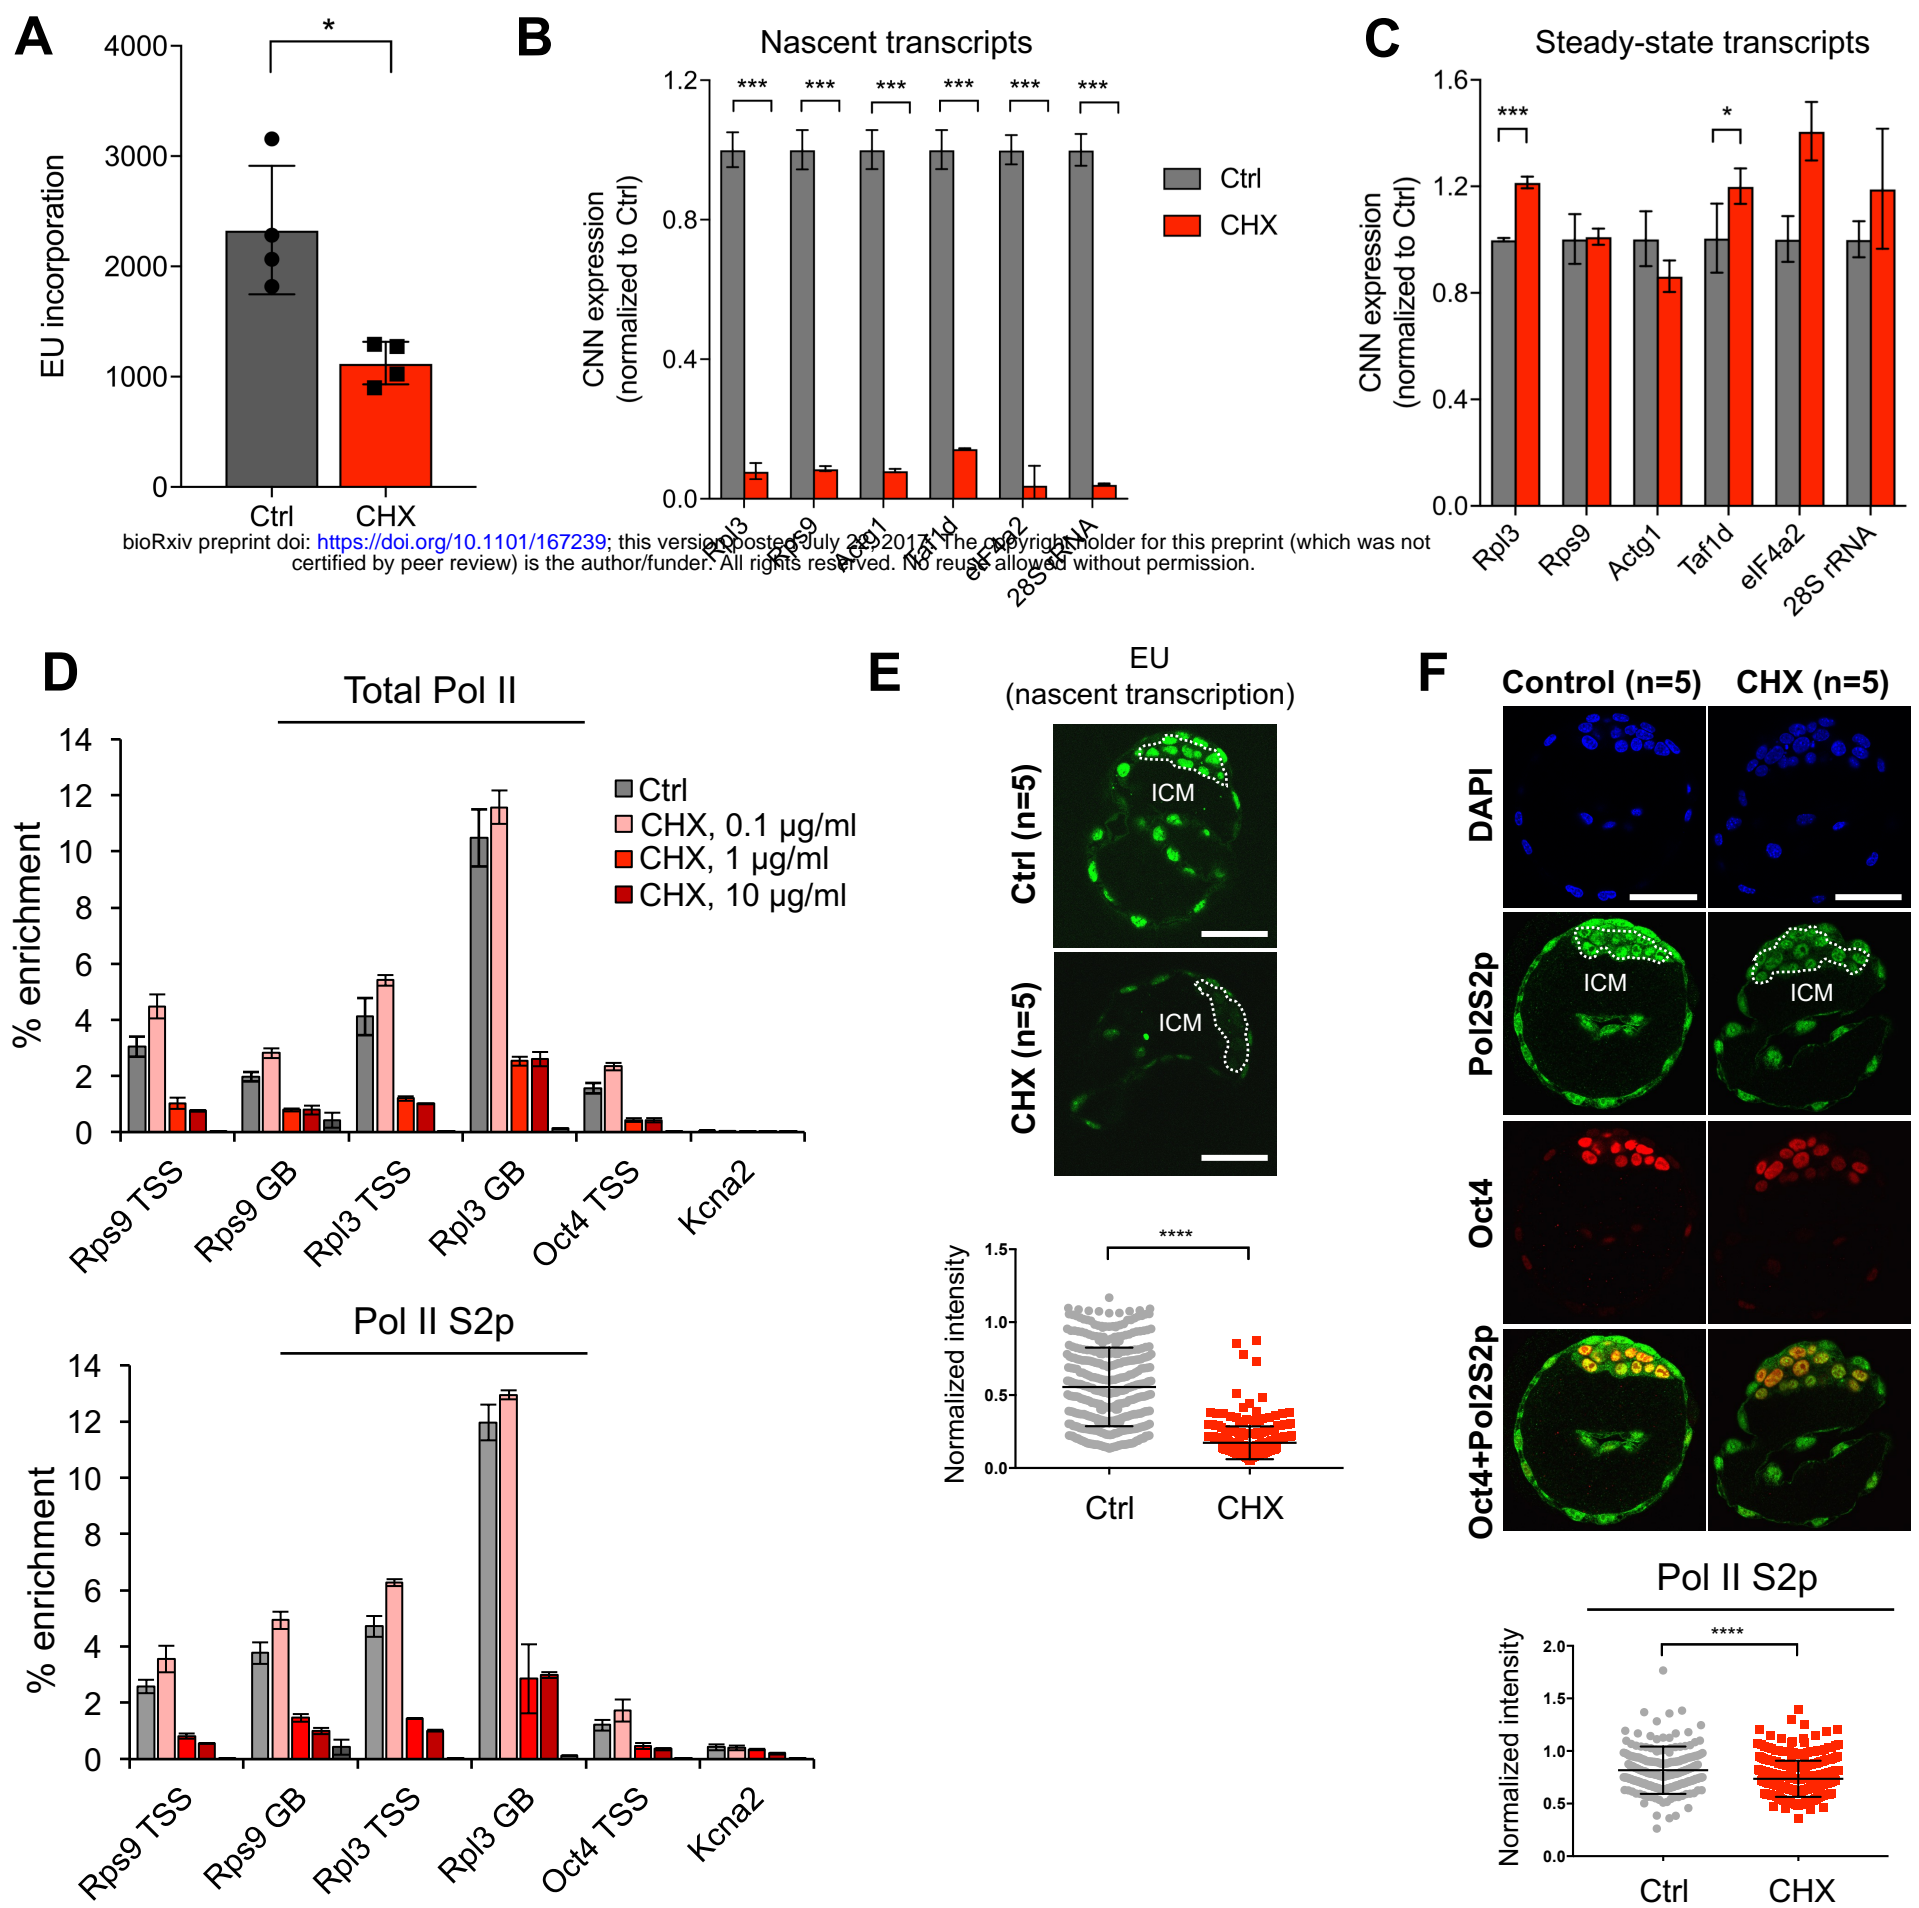 A
EU incorporation
4000
3000
2000
1000
0
*
Ctrl
CHX
B
Nascent transcripts
CNN expression
(normalized to Ctrl)
1.2
0.8
0.4
0.0
*** *** *** *** *** ***
Rpl3
Rps9
Actg1
Taf1d
eIF4a2
28S rRNA
Ctrl
CHX
C
Steady-state transcripts
CNN expression
(normalized to Ctrl)
1.6
1.2
0.8
0.4
0.0
***
*
Rpl3
Rps9
Actg1
Taf1d
eIF4a2
28S rRNA
bioRxiv preprint doi: https://doi.org/10.1101/167239; this version posted July 22, 2017. The copyright holder for this preprint (which was not
certified by peer review) is the author/funder. All rights reserved. No reuse allowed without permission.
D
Total Pol II
% enrichment
14
12
10
8
6
4
2
0
Ctrl
CHX, 0.1 µg/ml
CHX, 1 µg/ml
CHX, 10 µg/ml
Rps9 TSS
Rps9 GB
Rpl3 TSS
Rpl3 GB
Oct4 TSS
Kcna2
Pol II S2p
% enrichment
14
12
10
8
6
4
2
0
Rps9 TSS
Rps9 GB
Rpl3 TSS
Rpl3 GB
Oct4 TSS
Kcna2
E
EU
(nascent transcription)
Ctrl (n=5)
ICM
CHX (n=5)
ICM
Normalized intensity
1.5
1.0
0.5
0.0
****
Ctrl
CHX
F
Control (n=5)
CHX (n=5)
DAPI
Pol2S2p
ICM
ICM
Oct4
Oct4+Pol2S2p
Pol II S2p
Normalized intensity
2.0
1.5
1.0
0.5
0.0
****
Ctrl
CHX